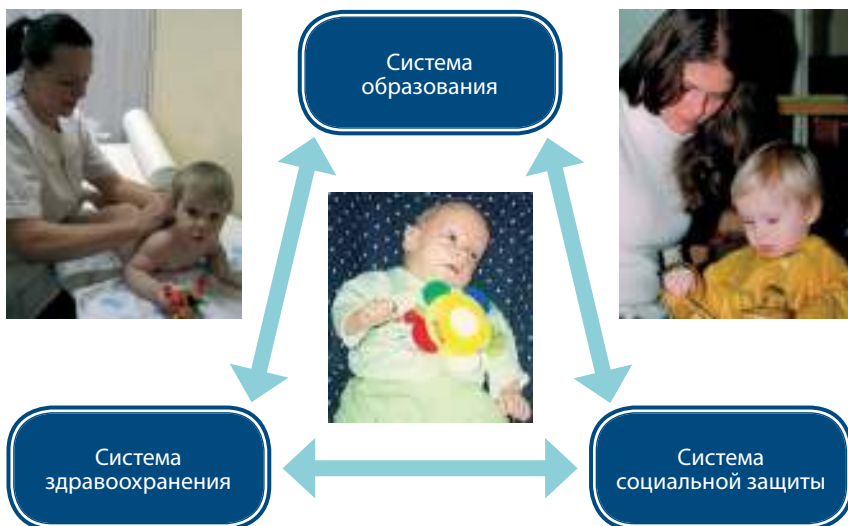 Система
образования
Система
здравоохранения
Система
социальной защиты